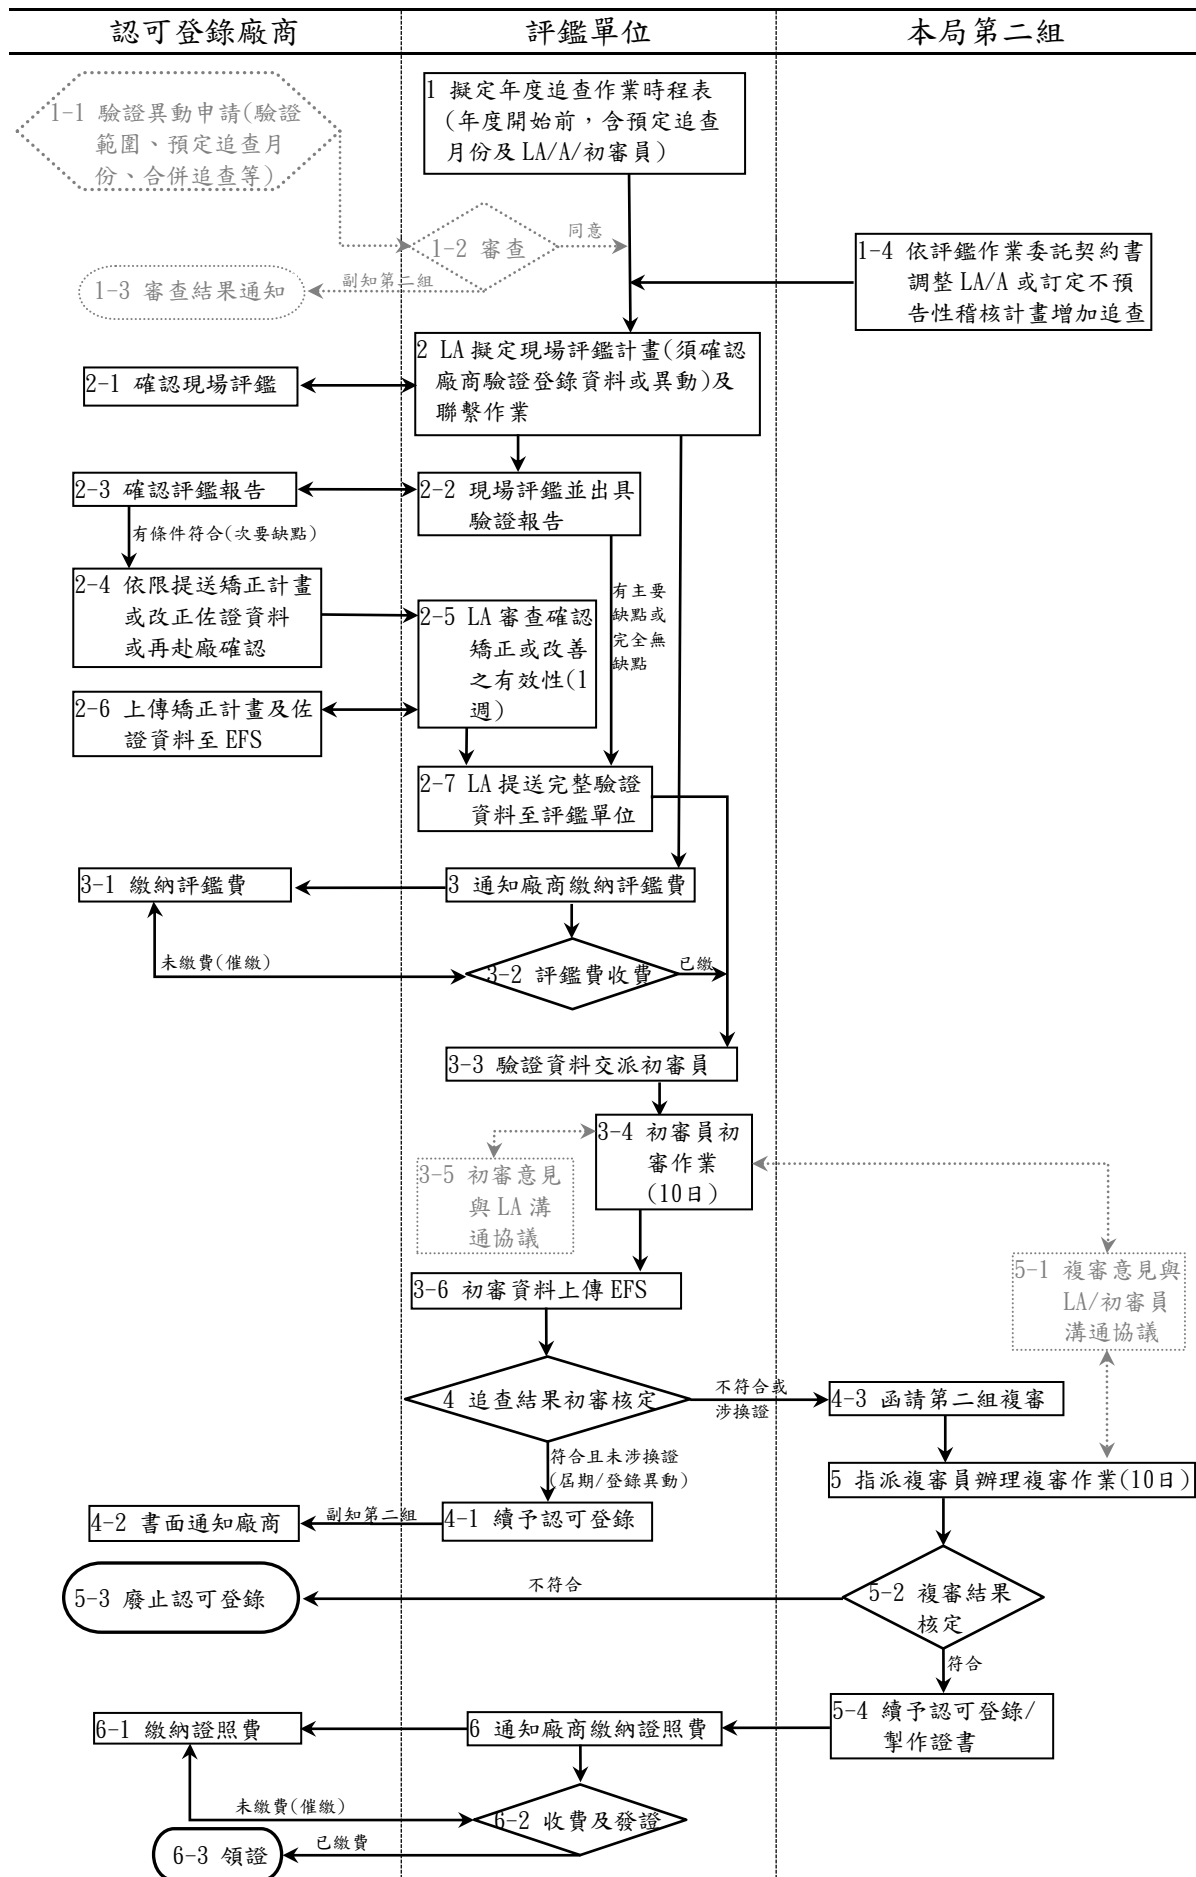 認可登錄廠商
評鑑單位
本局第二組
1-1 驗證異動申請(驗證
範圍、預定追查月
份、合併追查等)
1 擬定年度追查作業時程表
(年度開始前，含預定追查
月份及 LA/A/初審員)
1-2 審查
同意
副知第二組
1-3 審查結果通知
1-4 依評鑑作業委託契約書
調整 LA/A 或訂定不預
告性稽核計畫增加追查
2 LA 擬定現場評鑑計畫(須確認
廠商驗證登錄資料或異動)及
聯繫作業
2-1 確認現場評鑑
2-3 確認評鑑報告
2-2 現場評鑑並出具
驗證報告
有條件符合(次要缺點)
2-4 依限提送矯正計畫
或改正佐證資料
或再赴廠確認
2-5 LA 審查確認
矯正或改善
之有效性(1
週)
有主要
缺點或
完全無
缺點
2-6 上傳矯正計畫及佐
證資料至 EFS
2-7 LA 提送完整驗證
資料至評鑑單位
3-1 繳納評鑑費
3 通知廠商繳納評鑑費
未繳費(催繳)
3-2 評鑑費收費
已繳
3-3 驗證資料交派初審員
3-4 初審員初
審作業
(10日)
3-5 初審意見
與 LA 溝
通協議
3-6 初審資料上傳 EFS
5-1 複審意見與
LA/初審員
溝通協議
4 追查結果初審核定
不符合或
涉換證
4-3 函請第二組複審
符合且未涉換證
(屆期/登錄異動)
5 指派複審員辦理複審作業(10日)
4-2 書面通知廠商
副知第二組
4-1 續予認可登錄
5-3 廢止認可登錄
不符合
5-2 複審結果
核定
符合
5-4 續予認可登錄/
製作證書
6-1 繳納證照費
6 通知廠商繳納證照費
未繳費(催繳)
6-2 收費及發證
已繳費
6-3 領證